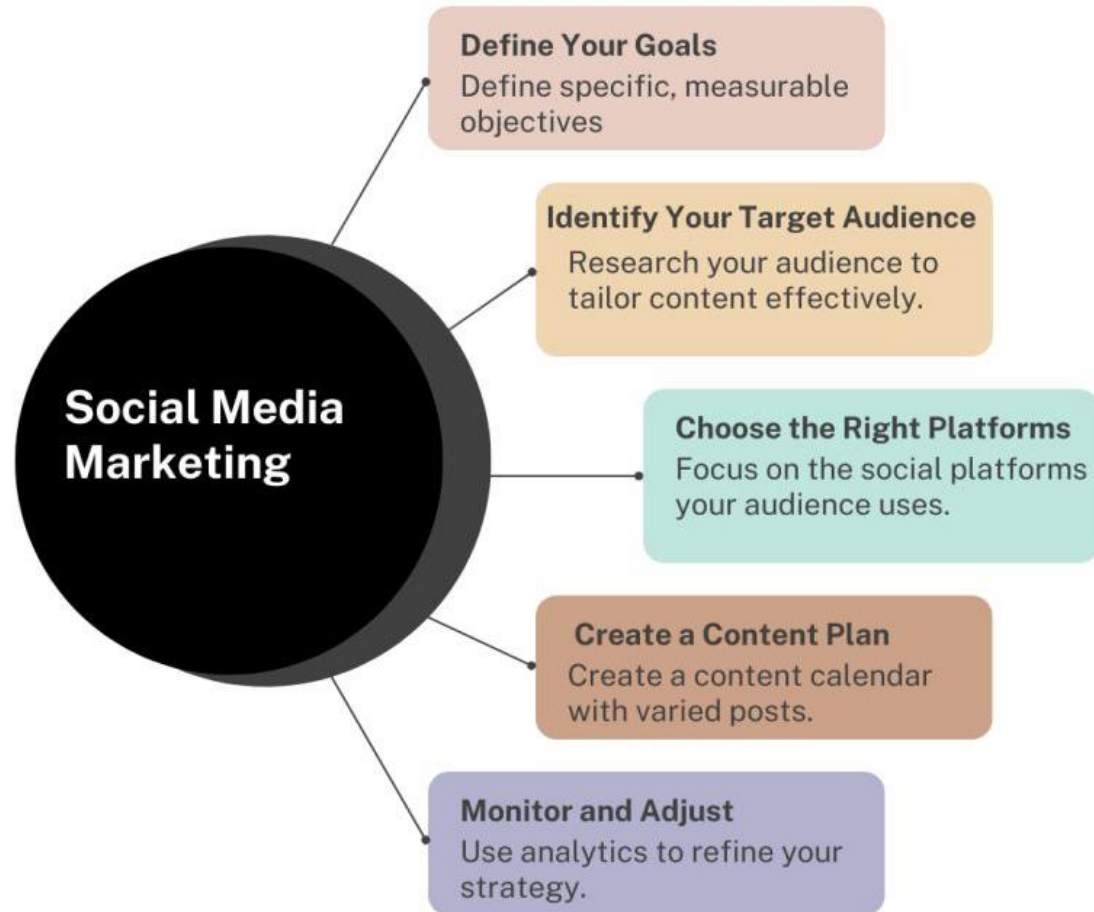 Social Media
Marketing
Define Your Goals
Define specific, measurable
objectives
Identify Your Target Audience
Research your audience to
tailor content effectively.
Choose the Right Platforms
Focus on the social platforms
your audience uses.
Create a Content Plan
Create a content calendar
with varied posts.
Monitor and Adjust
Use analytics to refine your
strategy.